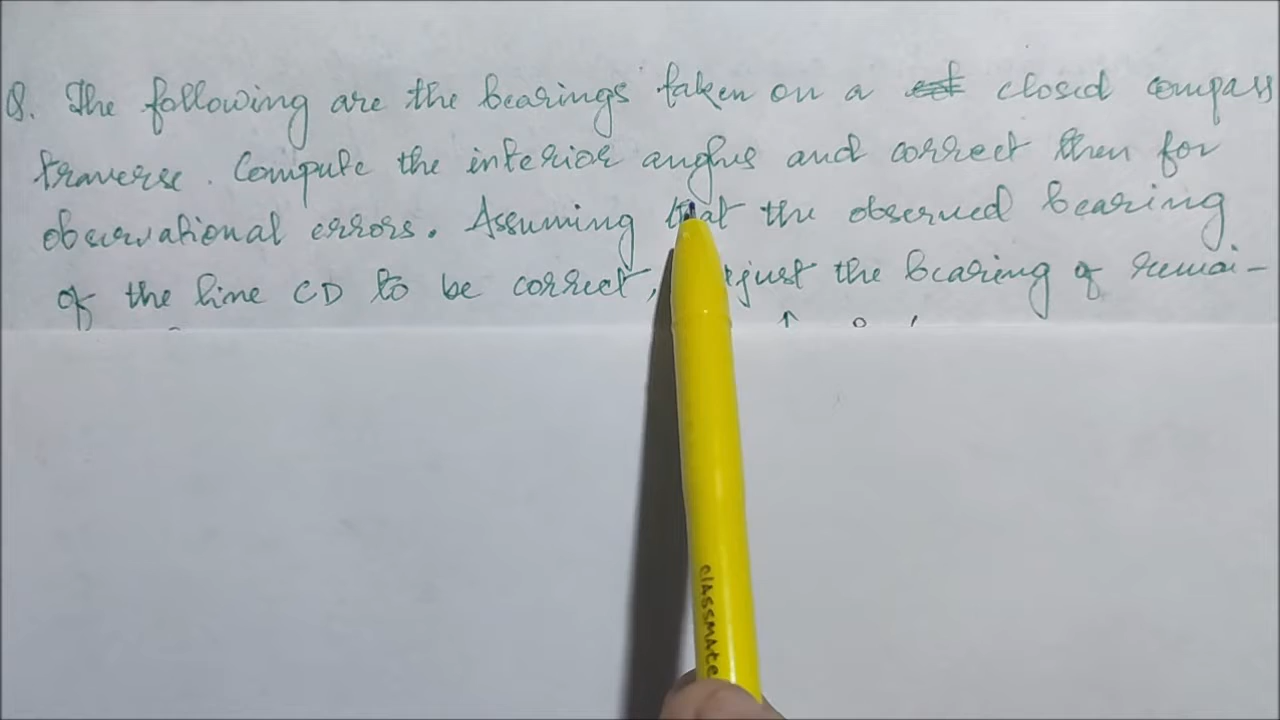 Q. The following are the bearings taken on a closed compass
traverse. Compute the interior angles and correct them for
observational errors. Assuming that the observed bearing
of the line CD to be correct, adjust the bearing of remai-
classmate